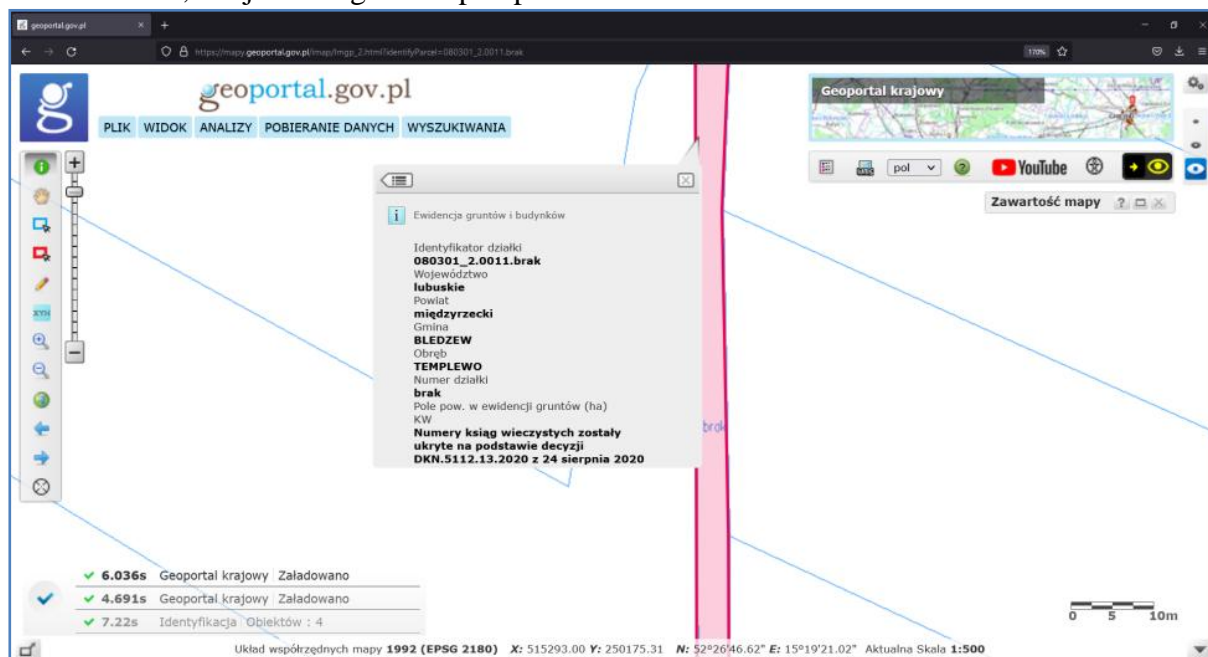 geoportal.gov.pl
https://mapy.geoportal.gov.pl/imap/Imgp_2.html?identifyParcel=080301_2.0011.brak
170%
geoportal.gov.pl
PLIK WIDOK ANALIZY POBIERANIE DANYCH WYSZUKIWANIA
Geoportal krajowy
pol
YouTube
Zawartość mapy
XYH
Ewidencja gruntów i budynków
Identyfikator działki
080301_2.0011.brak
Województwo
lubuskie
Powiat
międzyrzecki
Gmina
BLEDZEW
Obręb
TEMPLEWO
Numer działki
brak
Pole pow. w ewidencji gruntów (ha)
KW
Numery ksiąg wieczystych zostały
ukryte na podstawie decyzji
DKN.5112.13.2020 z 24 sierpnia 2020
brak
6.036s Geoportal krajowy Załadowano
4.691s Geoportal krajowy Załadowano
7.22s Identyfikacja Obiektów : 4
0 5 10m
Układ współrzędnych mapy 1992 (EPSG 2180) X: 515293.00 Y: 250175.31 N: 52°26'46.62" E: 15°19'21.02" Aktualna Skala 1:500